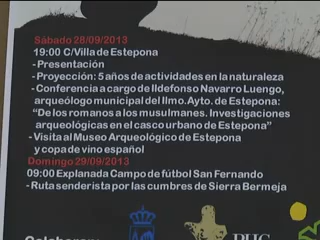 Sábado 28/09/2013
19:00 C/Villa de Estepona
-Presentación
-Proyección: 5 años de actividades en la naturaleza
-Conferencia a cargo de Ildefonso Navarro Luengo,
arqueólogo municipal del Ilmo. Ayto. de Estepona:
"De los romanos a los musulmanes. Investigaciones
arqueológicas en el casco urbano de Estepona"
-Visita al Museo Arqueológico de Estepona
y copa de vino español
Domingo 29/09/2013
09:00 Explanada Campo de fútbol San Fernando
-Ruta senderista por las cumbres de Sierra Bermeja